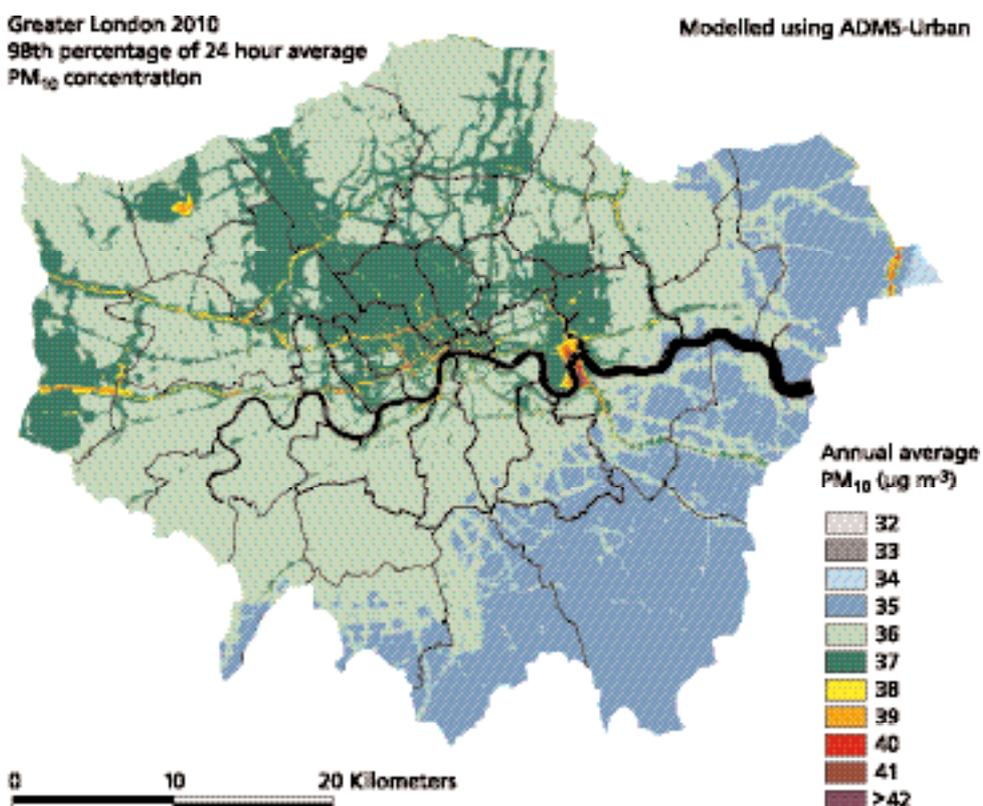 Greater London 2010
98th percentage of 24 hour average
PM₁₀ concentration
Modelled using ADMS-Urban
Annual average
PM₁₀ (µg m⁻³)
32
33
34
35
36
37
38
39
40
41
>42
0 10 20 Kilometers